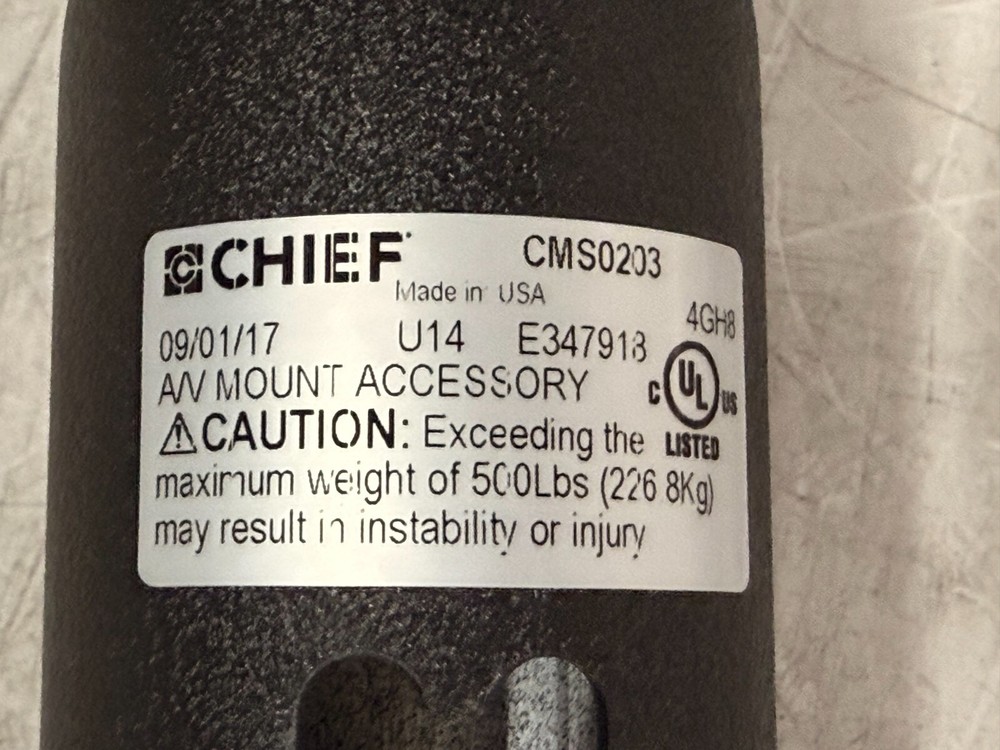 CHIEF CMS0203
Made in USA
4GH8
09/01/17 U14 E347913
A/V MOUNT ACCESSORY
C UL US
LISTED
CAUTION: Exceeding the
maximum weight of 500Lbs (226.8Kg)
may result in instability or injury